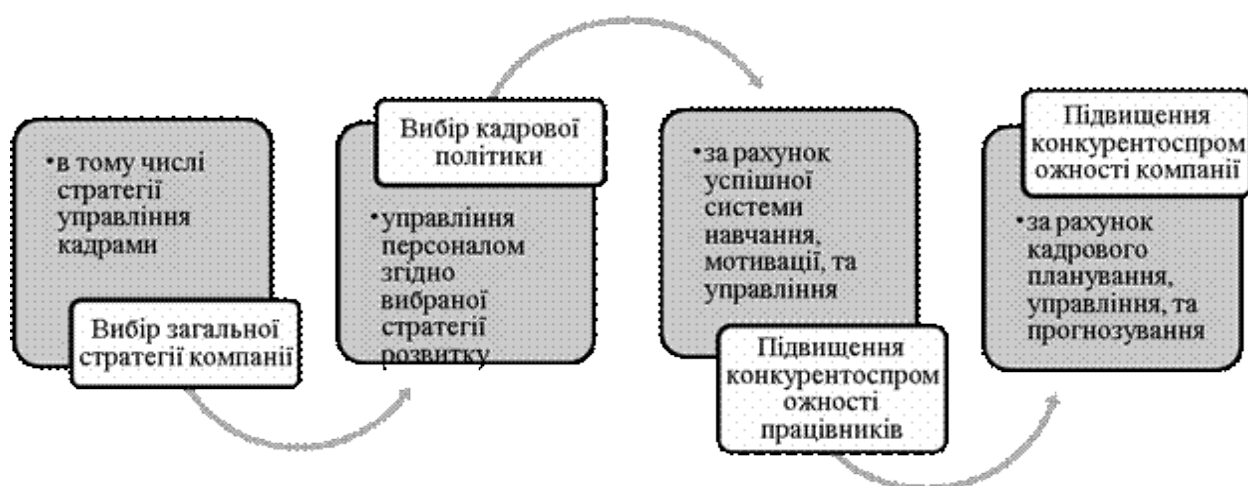 •в тому числі
стратегії
управління
кадрами
Вибір загальної
стратегії компанії
Вибір кадрової
політики
•управління
персоналом
згідно
вибраної
стратегії
розвитку
•за рахунок
успішної
системи
навчання,
мотивації, та
управління
Підвищення
конкурентоспром
ожності
працівників
Підвищення
конкурентоспром
ожності компанії
•за рахунок
кадрового
планування,
управління, та
прогнозування